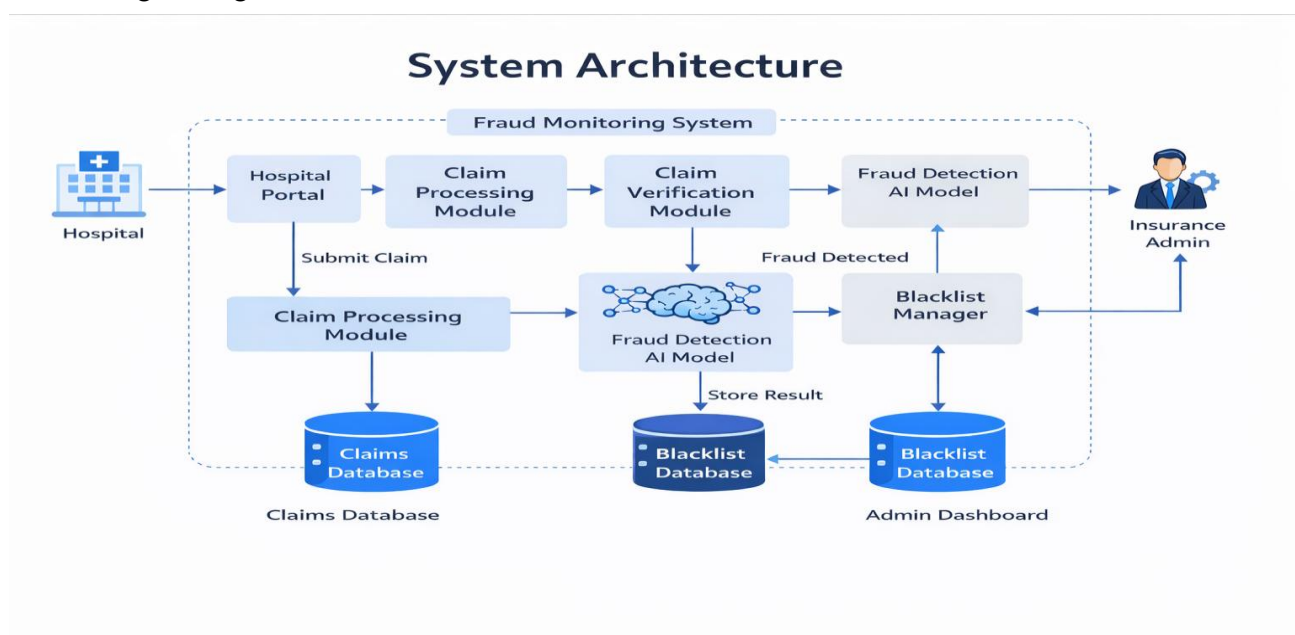 System Architecture
Fraud Monitoring System
Hospital
Portal
Claim
Processing
Module
Claim
Verification
Module
Fraud Detection
AI Model
Hospital
Insurance
Admin
Submit Claim
Fraud Detected
Claim Processing
Module
Fraud Detection
AI Model
Blacklist
Manager
Store Result
Claims
Database
Blacklist
Database
Blacklist
Database
Claims Database
Admin Dashboard